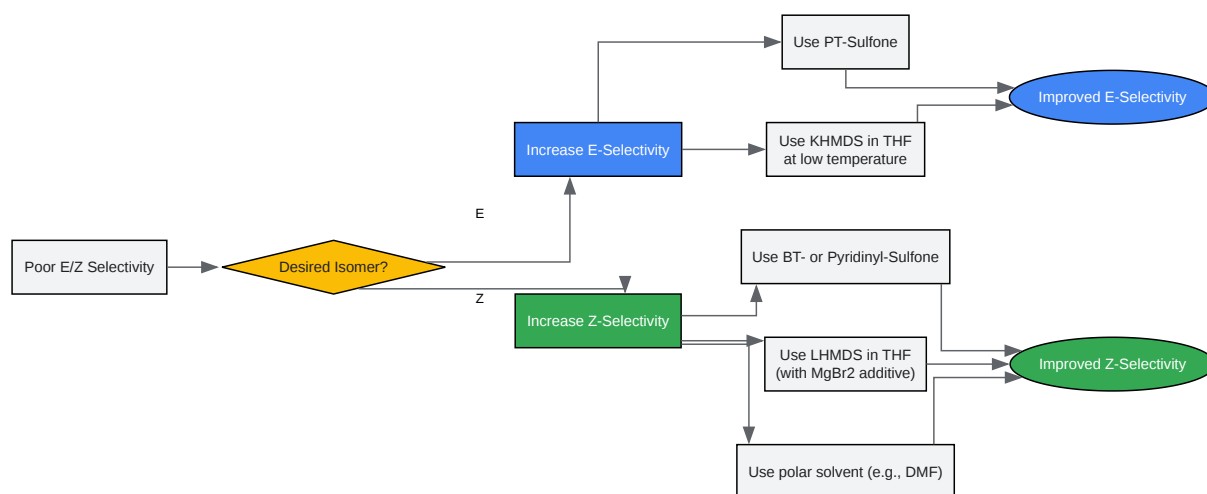 Poor E/Z Selectivity
Desired Isomer?
E
Z
Increase E-Selectivity
Increase Z-Selectivity
Use PT-Sulfone
Use KHMDS in THF
at low temperature
Use BT- or Pyridinyl-Sulfone
Use LHMDS in THF
(with MgBr2 additive)
Use polar solvent (e.g., DMF)
Improved E-Selectivity
Improved Z-Selectivity